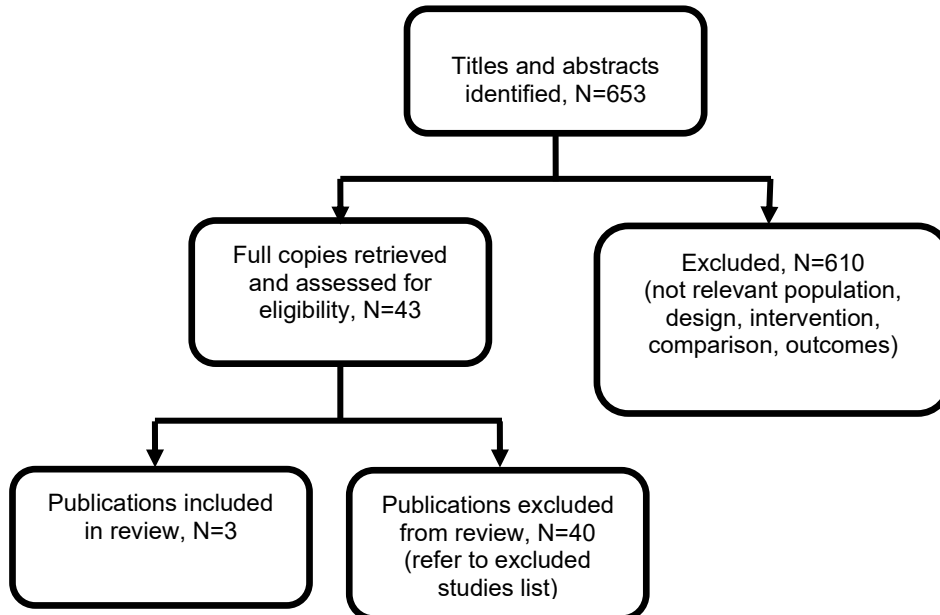 Titles and abstracts
identified, N=653
Full copies retrieved
and assessed for
eligibility, N=43
Excluded, N=610
(not relevant population,
design, intervention,
comparison, outcomes)
Publications included
in review, N=3
Publications excluded
from review, N=40
(refer to excluded
studies list)